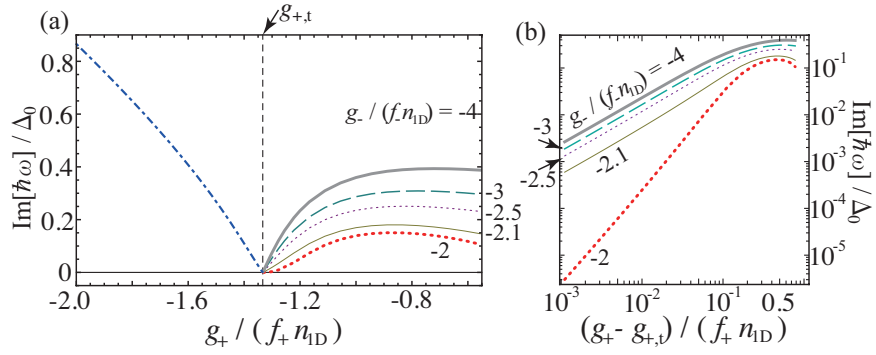 (a)
g₊,t
0.8
0.6
0.4
0.2
0
Im[ħω] / Δ₀
g₋ / (f₋n₁D) = -4
-3
-2.5
-2.1
-2
-2.0
-1.6
-1.2
-0.8
g₊ / (f₊ n₁D)
(b)
g₋ / (f₋n₁D) = -4
-3
-2.5
-2.1
-2
10⁻¹
10⁻²
10⁻³
10⁻⁴
10⁻⁵
Im[ħω] / Δ₀
10⁻³
10⁻²
10⁻¹
0.5
(g₊ - g₊,t) / (f₊ n₁D)